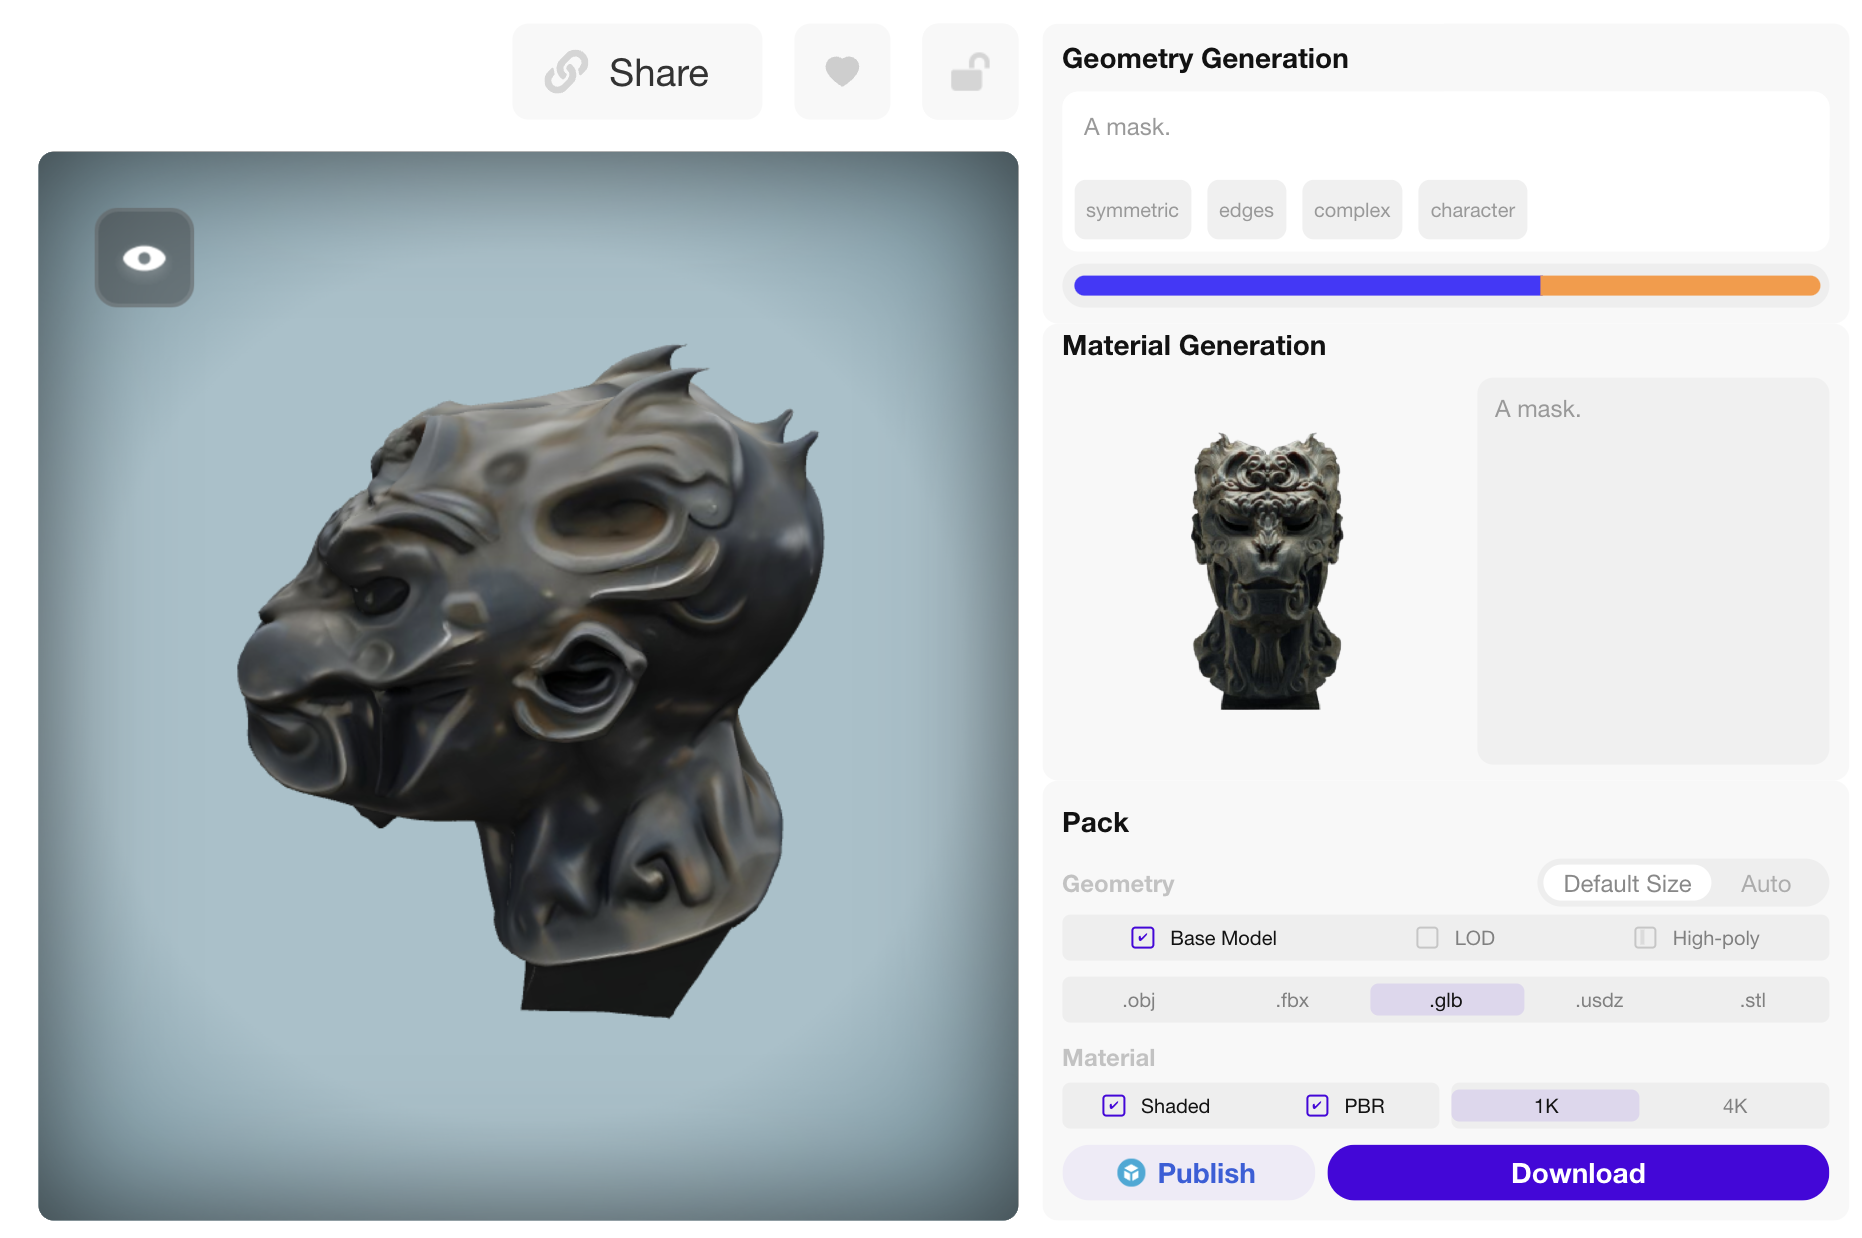 Share
Geometry Generation
A mask.
symmetric edges complex character
Material Generation
A mask.
Pack
Geometry Default Size Auto
Base Model LOD High-poly
.obj .fbx .glb .usdz .stl
Material
Shaded PBR 1K 4K
Publish Download